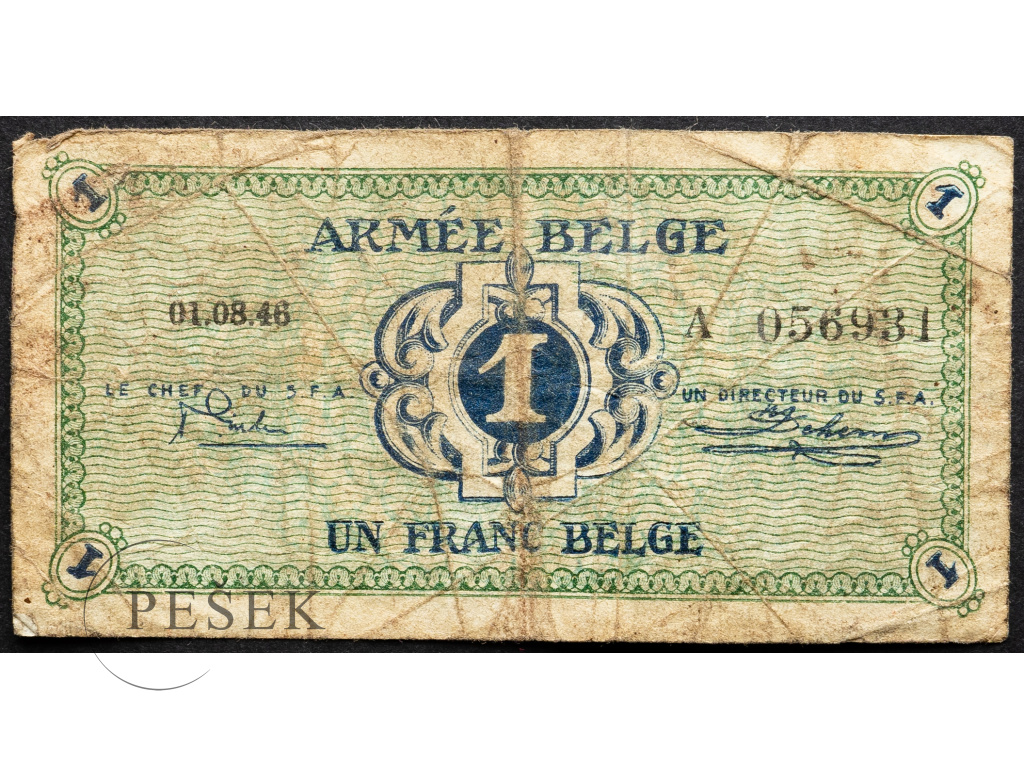 1 1
ARMÉE BELGE
01.08.46 A 056931
1
LE CHEF DU S F A UN DIRECTEUR DU S.F.A.
UN FRANC BELGE
1 1
PEŠEK